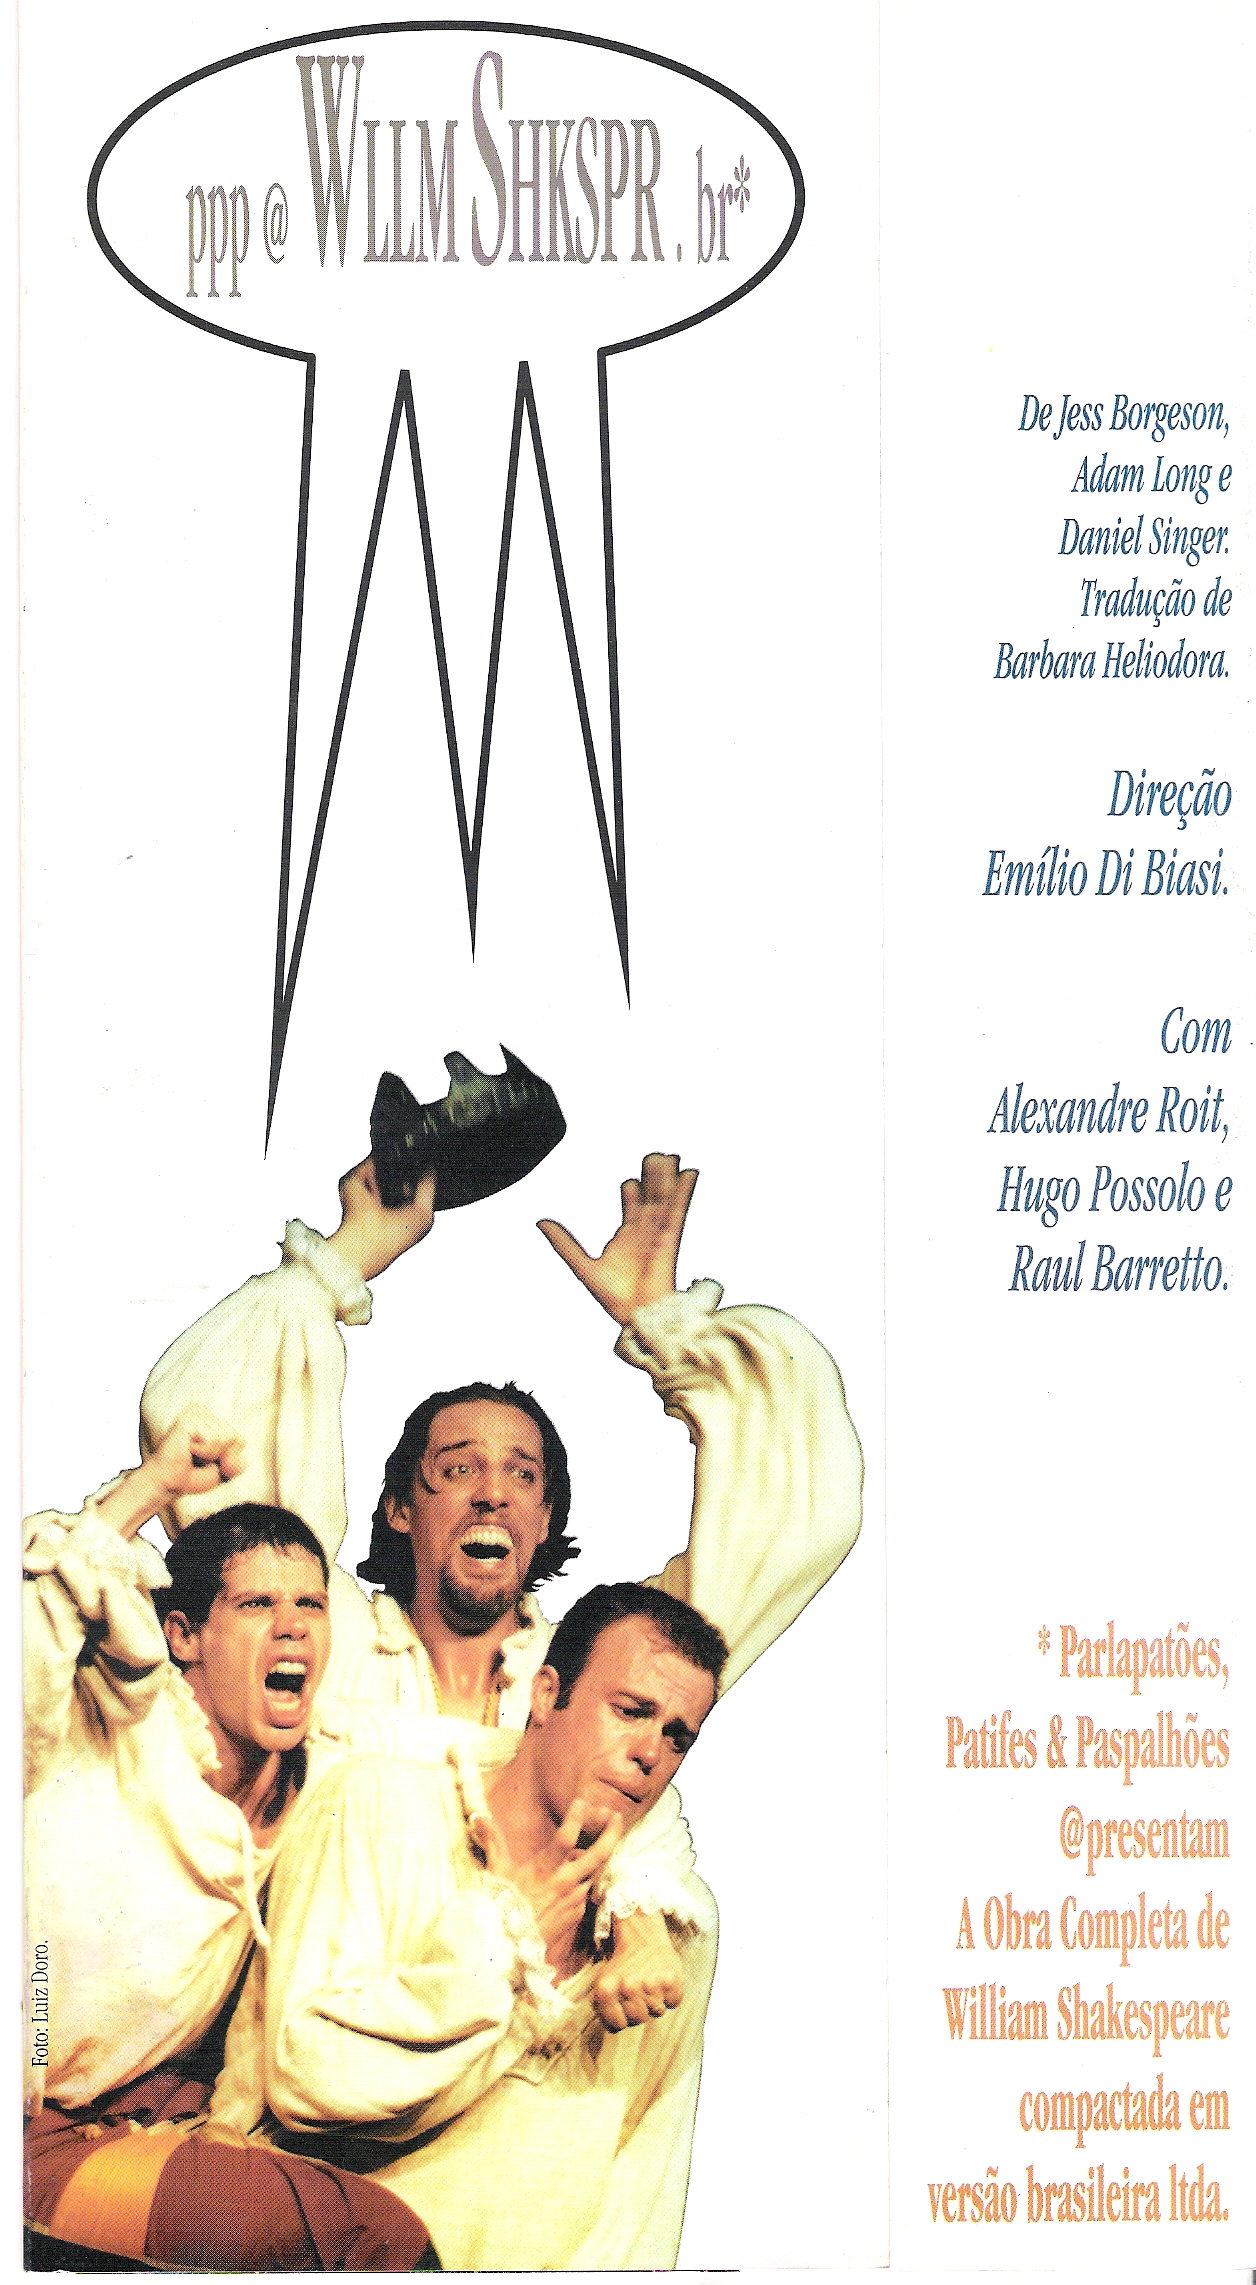 ppp @ WLLM SHKSPR . br*
De Jess Borgeson,
Adam Long e
Daniel Singer.
Tradução de
Barbara Heliodora.
Direção
Emílio Di Biasi.
Com
Alexandre Roit,
Hugo Possolo e
Raul Barretto.
* Parlapatões,
Patifes & Paspalhões
@presentam
A Obra Completa de
William Shakespeare
compactada em
versão brasileira ltda.
Foto: Luiz Doro.